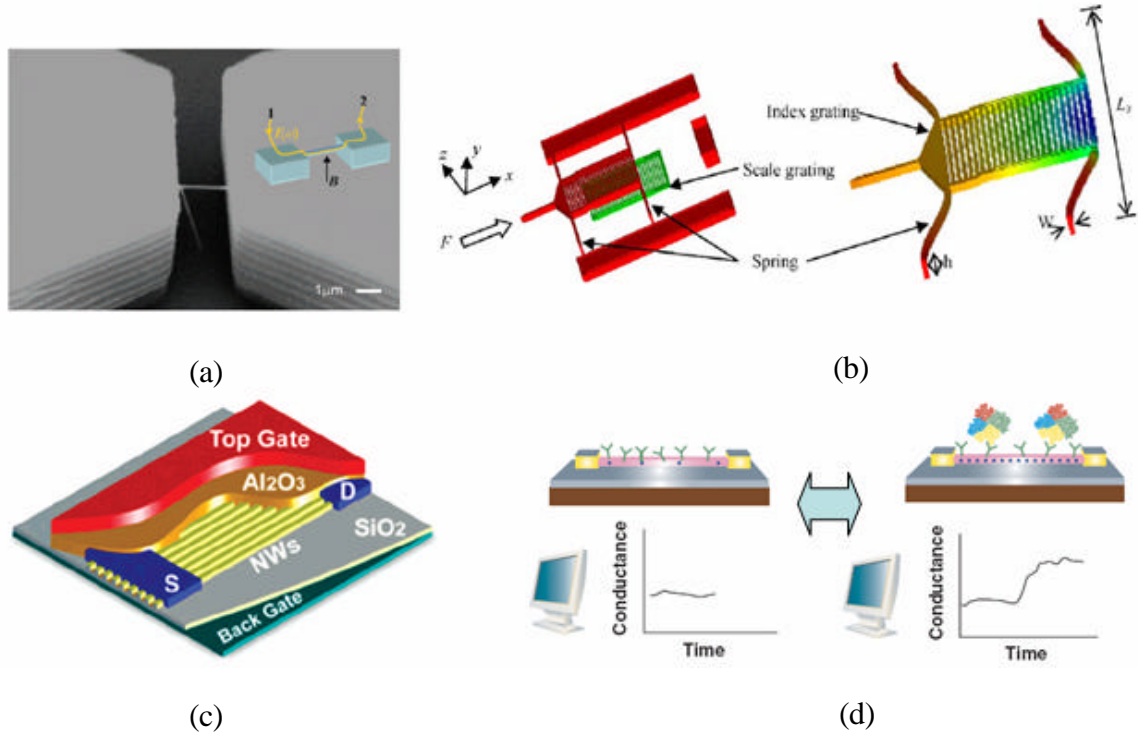 1
2
I(ω)
B
1μm
(a)
Index grating
L
y
z
y
x
Scale grating
F
Spring
W
h
(b)
Top Gate
Al2O3
D
SiO2
NWs
S
Back Gate
(c)
Conductance
Time
Conductance
Time
(d)